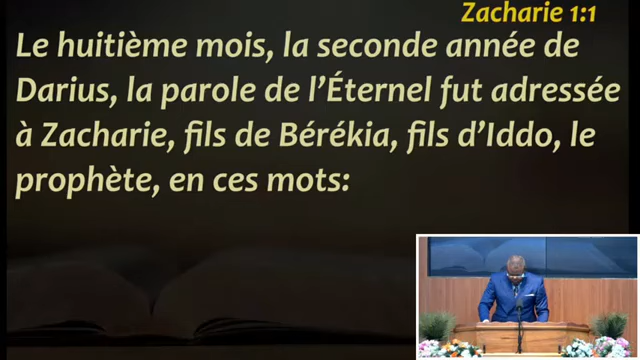 Zacharie 1:1
Le huitième mois, la seconde année de
Darius, la parole de l’Éternel fut adressée
à Zacharie, fils de Bérékia, fils d’Iddo, le
prophète, en ces mots: